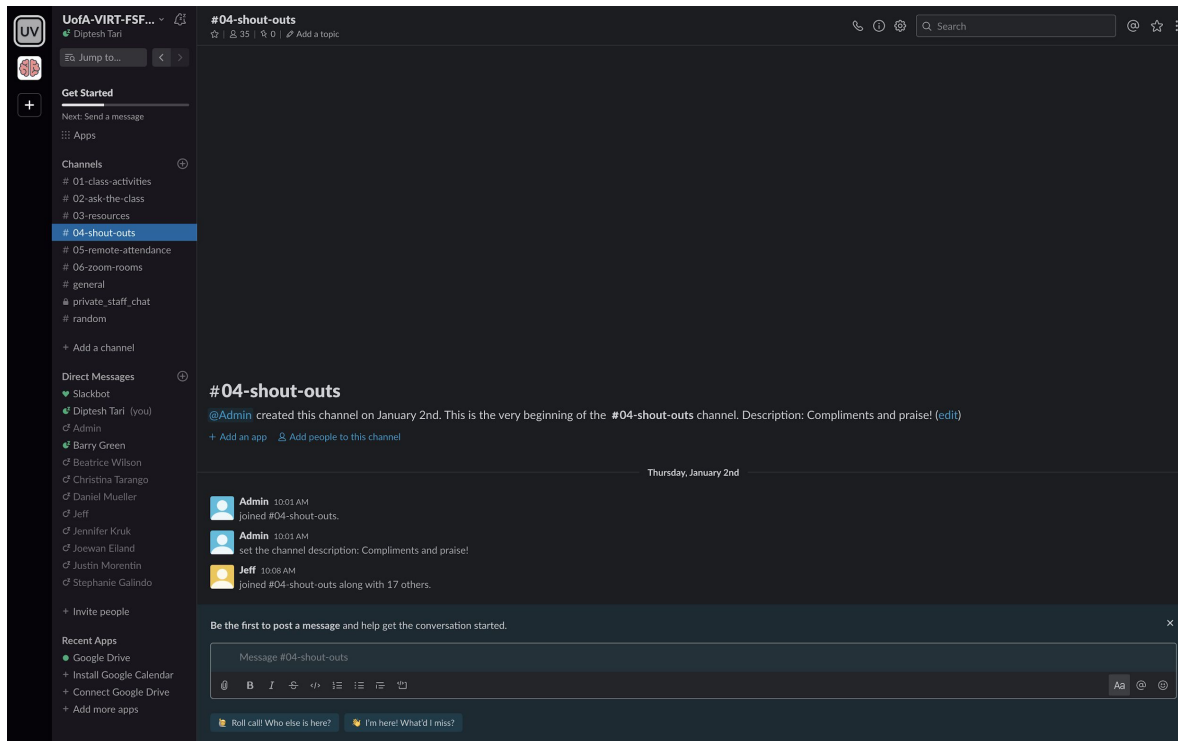 UV
UofA-VIRT-FSF...
Diptesh Tari
Jump to...
Get Started
Next: Send a message
Apps
Channels
# 01-class-activities
# 02-ask-the-class
# 03-resources
# 04-shout-outs
# 05-remote-attendance
# 06-zoom-rooms
# general
private_staff_chat
# random
+ Add a channel
Direct Messages
Slackbot
Diptesh Tari (you)
Admin
Barry Green
Beatrice Wilson
Christina Tarango
Daniel Mueller
Jeff
Jennifer Kruk
Joewan Eiland
Justin Morentin
Stephanie Galindo
+ Invite people
Recent Apps
Google Drive
+ Install Google Calendar
+ Connect Google Drive
+ Add more apps
#04-shout-outs
35 | 0 | Add a topic
Search
#04-shout-outs
@Admin created this channel on January 2nd. This is the very beginning of the #04-shout-outs channel. Description: Compliments and praise! (edit)
+ Add an app Add people to this channel
Thursday, January 2nd
Admin 10:01 AM
joined #04-shout-outs.
Admin 10:01 AM
set the channel description: Compliments and praise!
Jeff 10:08 AM
joined #04-shout-outs along with 17 others.
Be the first to post a message and help get the conversation started.
Message #04-shout-outs
B I S </> Aa @
Roll call! Who else is here? I'm here! What'd I miss?